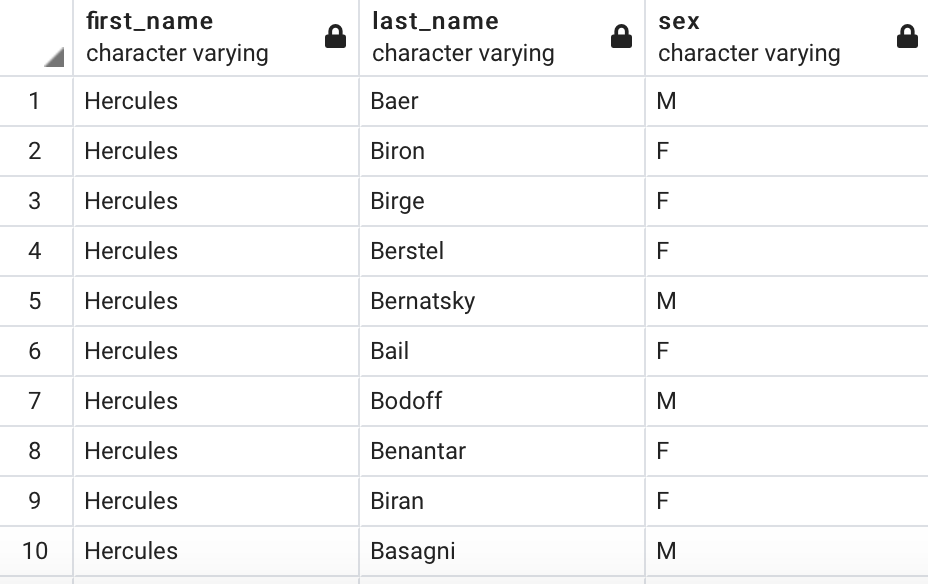 first_name last_name sex
character varying character varying character varying
1 Hercules Baer M
2 Hercules Biron F
3 Hercules Birge F
4 Hercules Berstel F
5 Hercules Bernatsky M
6 Hercules Bail F
7 Hercules Bodoff M
8 Hercules Benantar F
9 Hercules Biran F
10 Hercules Basagni M